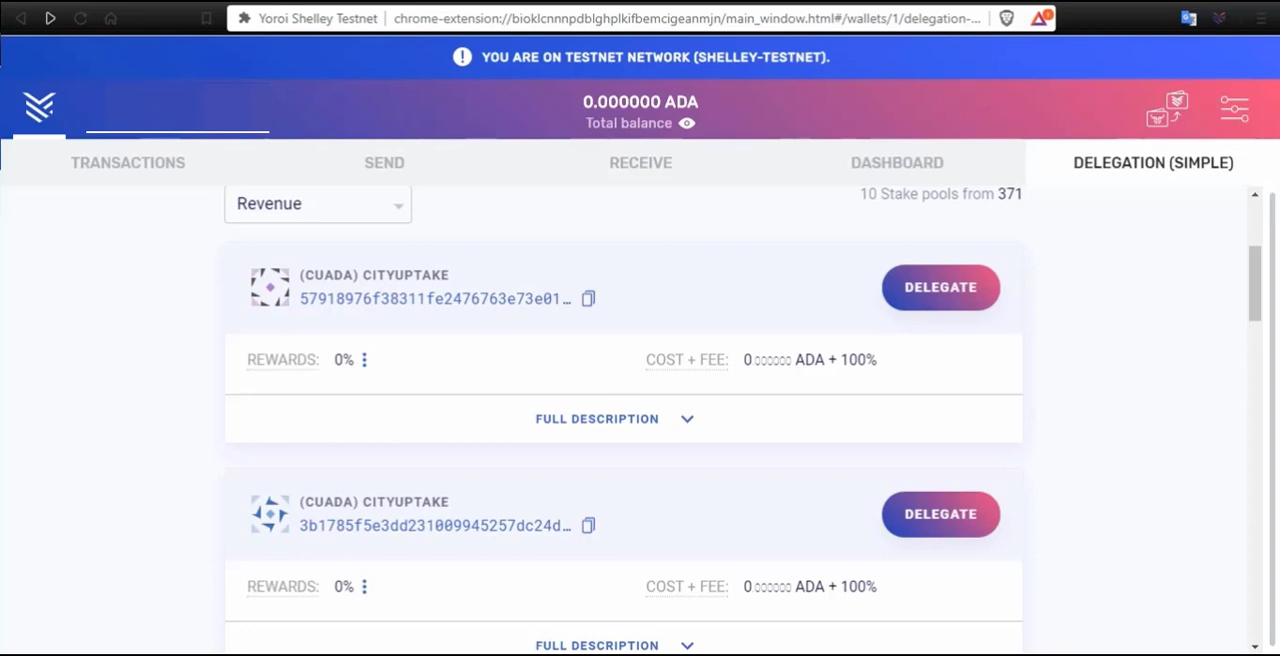 Yoroi Shelley Testnet chrome-extension://bioklcnnnpdblghplkifbemcigeanmjn/main_window.html#/wallets/1/delegation-...
YOU ARE ON TESTNET NETWORK (SHELLEY-TESTNET).
0.000000 ADA
Total balance
TRANSACTIONS SEND RECEIVE DASHBOARD DELEGATION (SIMPLE)
Revenue 10 Stake pools from 371
(CUADA) CITYUPTAKE
57918976f38311fe2476763e73e01... DELEGATE
REWARDS: 0% COST + FEE: 0.000000 ADA + 100%
FULL DESCRIPTION
(CUADA) CITYUPTAKE
3b1785f5e3dd231009945257dc24d... DELEGATE
REWARDS: 0% COST + FEE: 0.000000 ADA + 100%
FULL DESCRIPTION